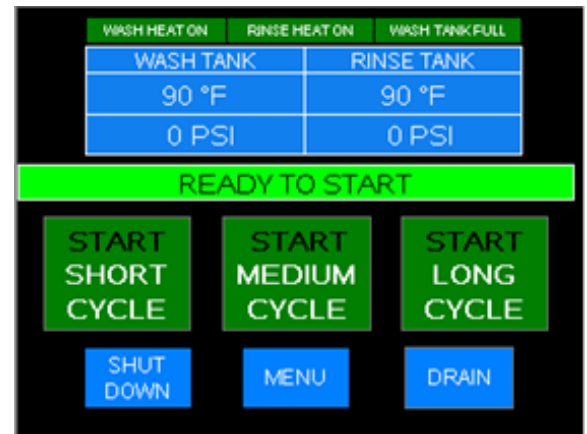 WASH HEAT ON RINSE HEAT ON WASH TANK FULL
WASH TANK RINSE TANK
90 °F 90 °F
0 PSI 0 PSI
READY TO START
START START START
SHORT MEDIUM LONG
CYCLE CYCLE CYCLE
SHUT DOWN MENU DRAIN